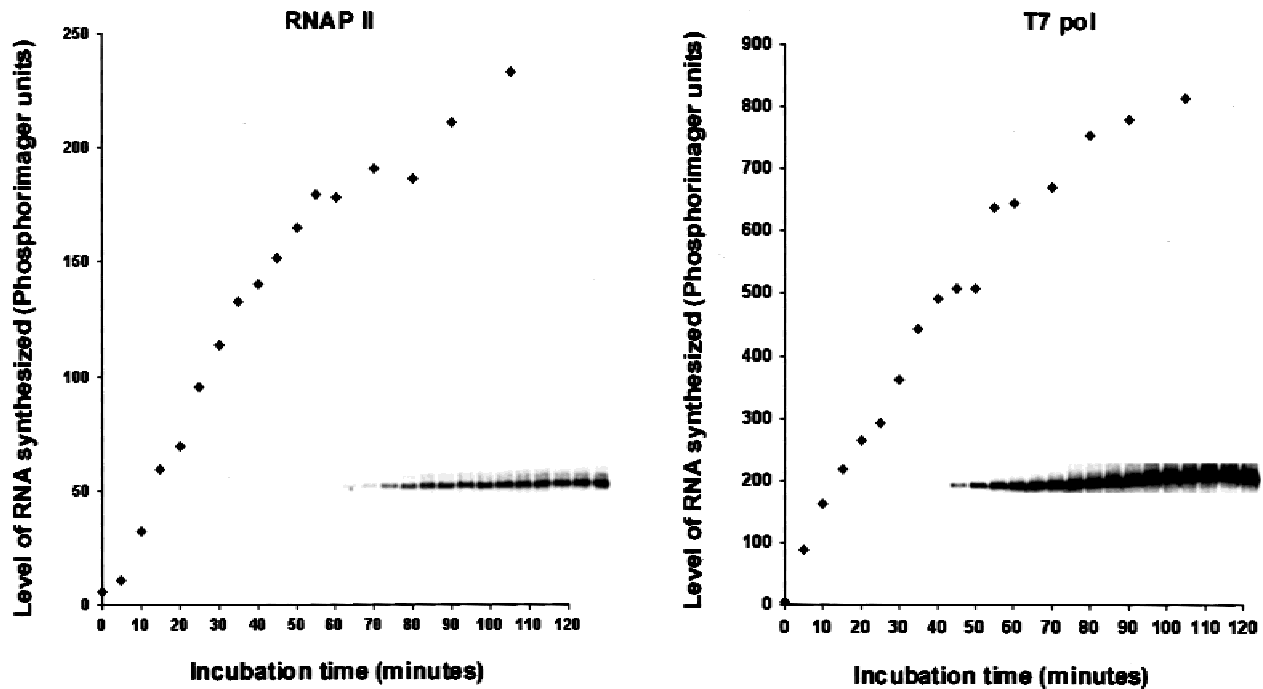 RNAP II
Level of RNA synthesized (Phosphorimager units)
250
200
150
100
50
0
0 10 20 30 40 50 60 70 80 90 100 110 120
Incubation time (minutes)
T7 pol
Level of RNA synthesized (Phosphorimager units)
900
800
700
600
500
400
300
200
100
0
0 10 20 30 40 50 60 70 80 90 100 110 120
Incubation time (minutes)